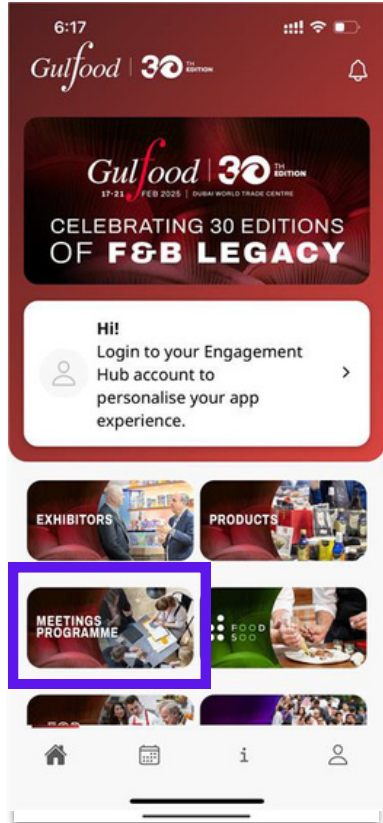 6:17
Gulfood 30 TH EDITION
Gulfood 30 TH EDITION
17-21 FEB 2025 | DUBAI WORLD TRADE CENTRE
CELEBRATING 30 EDITIONS
OF F&B LEGACY
Hi!
Login to your Engagement
Hub account to
personalise your app
experience.
EXHIBITORS
PRODUCTS
MEETINGS
PROGRAMME
FOOD
500